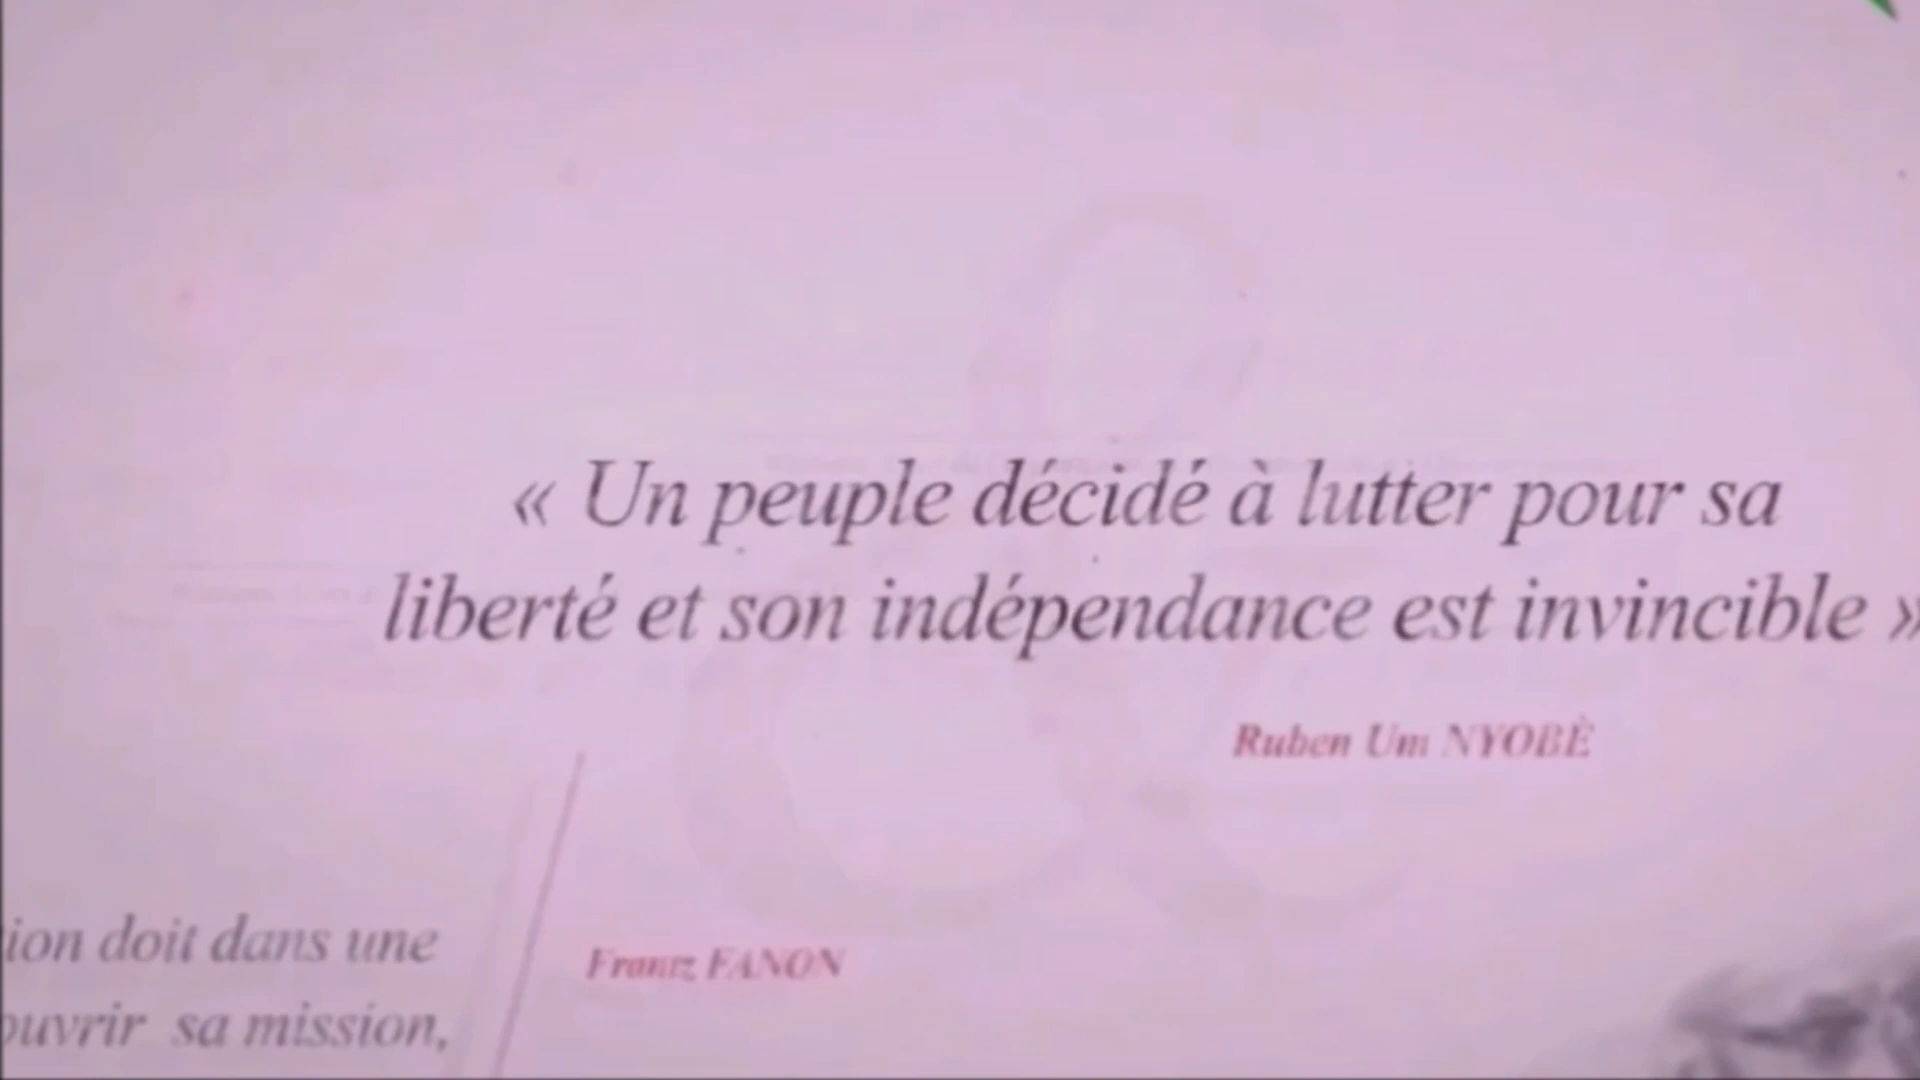 « Un peuple décidé à lutter pour sa
liberté et son indépendance est invincible »
Ruben Um NYOBÈ
ion doit dans une
ouvrir sa mission,
Frantz FANON